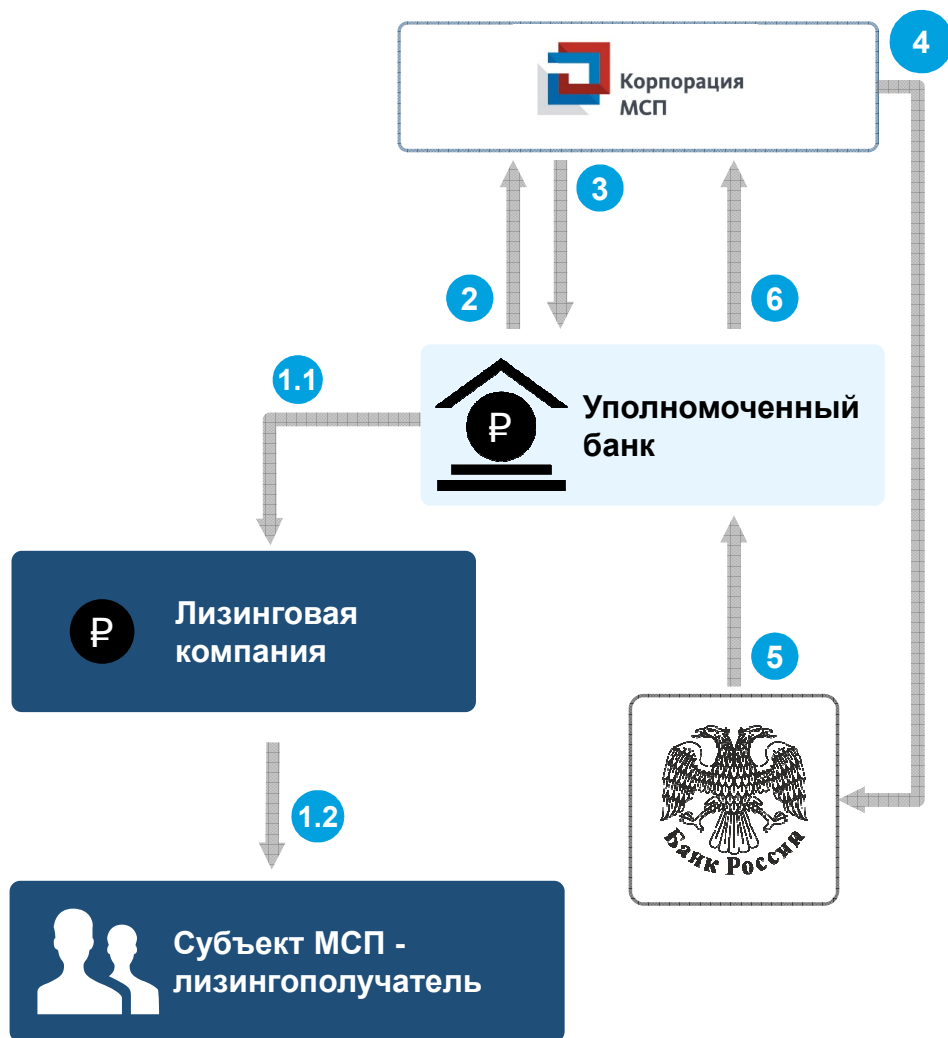 4
Корпорация
МСП
3
2
6
1.1
₽
Уполномоченный
банк
₽
Лизинговая
компания
5
1.2
Банк России
Субъект МСП -
лизингополучатель